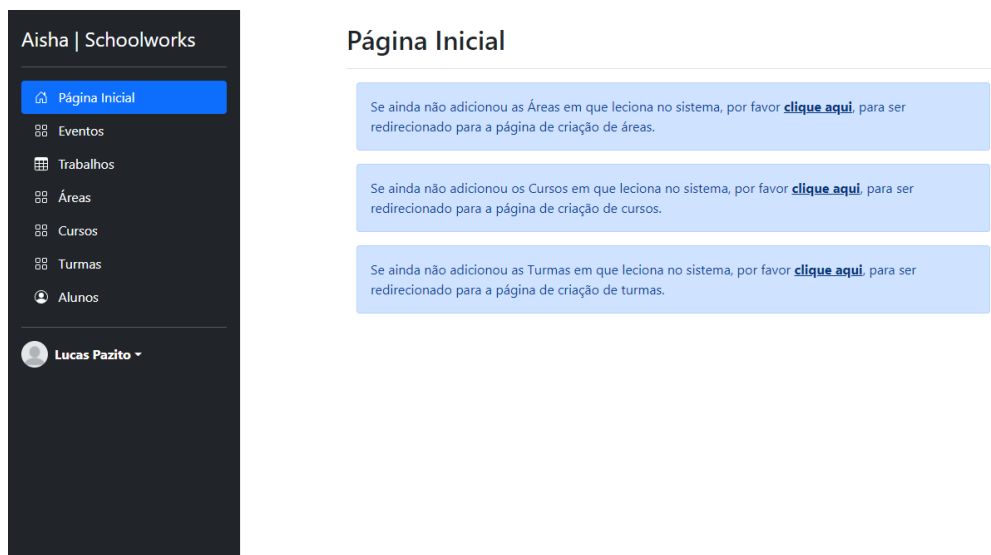 Aisha | Schoolworks
Página Inicial
Eventos
Trabalhos
Áreas
Cursos
Turmas
Alunos
Lucas Pazito
Página Inicial
Se ainda não adicionou as Áreas em que leciona no sistema, por favor clique aqui, para ser
redirecionado para a página de criação de áreas.
Se ainda não adicionou os Cursos em que leciona no sistema, por favor clique aqui, para ser
redirecionado para a página de criação de cursos.
Se ainda não adicionou as Turmas em que leciona no sistema, por favor clique aqui, para ser
redirecionado para a página de criação de turmas.